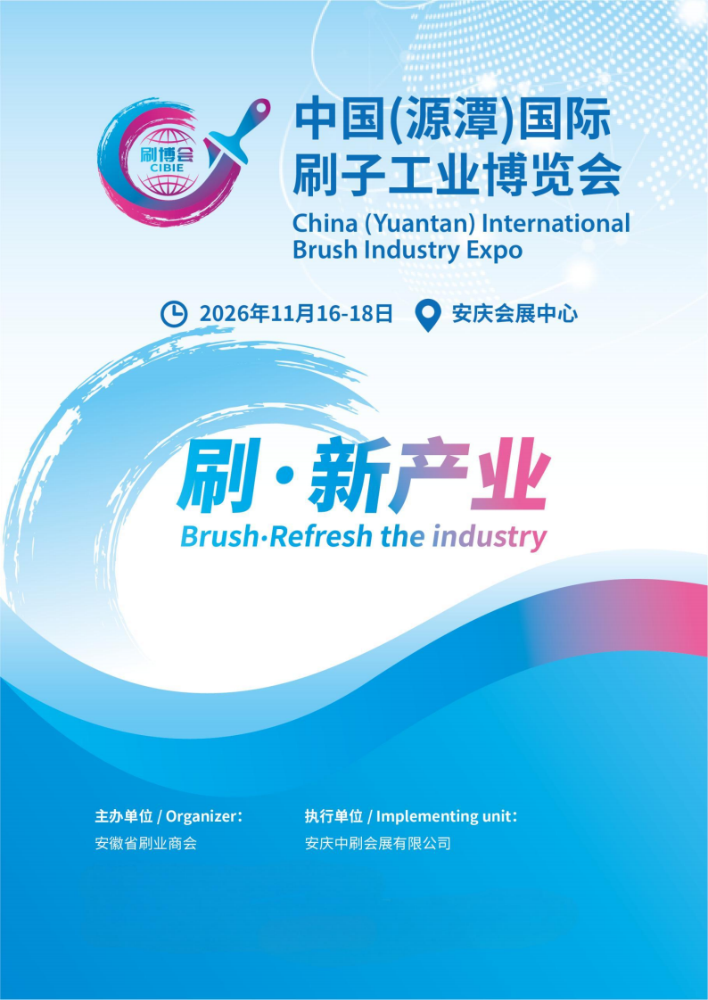 刷博会
CIBIE
中国(源潭)国际
刷子工业博览会
China (Yuantan) International
Brush Industry Expo
2026年11月16-18日 安庆会展中心
刷·新产业
Brush·Refresh the industry
主办单位 / Organizer： 执行单位 / Implementing unit：
安徽省刷业商会 安庆中刷会展有限公司